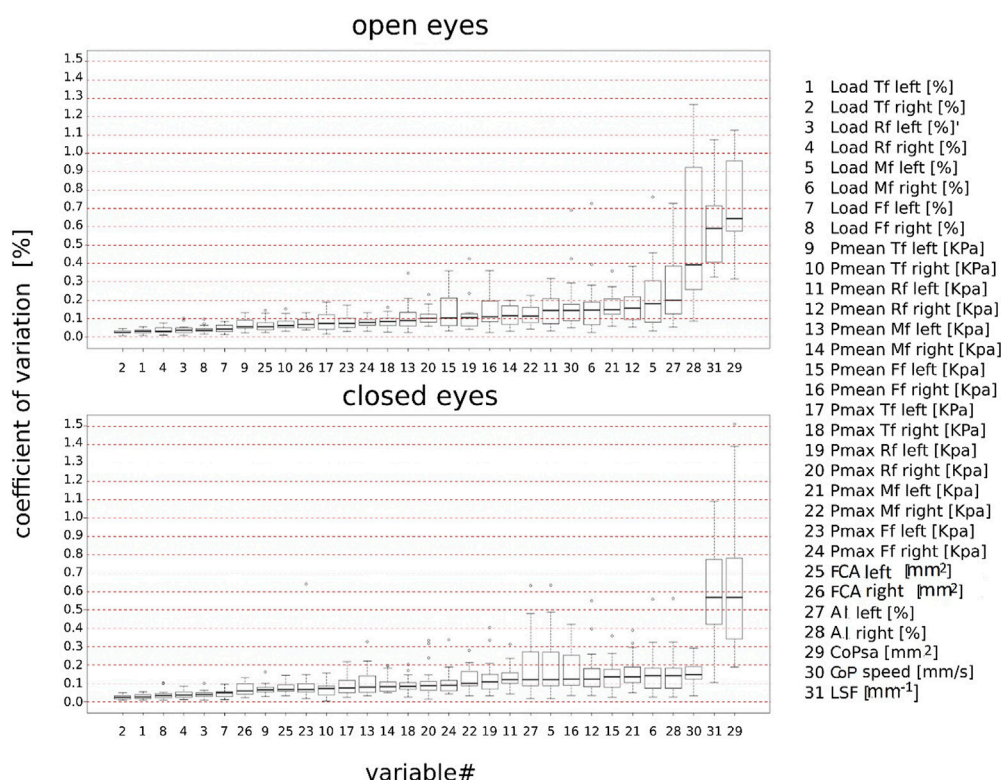 open eyes
1.5
1.4
1.3
1.2
1.1
1.0
0.9
0.8
0.7
0.6
0.5
0.4
0.3
0.2
0.1
0.0
2 1 4 3 8 7 9 25 10 26 17 23 24 18 13 20 15 19 16 14 22 11 30 6 21 12 5 27 28 31 29
closed eyes
1.5
1.4
1.3
1.2
1.1
1.0
0.9
0.8
0.7
0.6
0.5
0.4
0.3
0.2
0.1
0.0
2 1 8 4 3 7 26 9 25 23 10 17 13 14 18 20 24 22 19 11 27 5 16 12 15 21 6 28 30 31 29
variable#
coefficient of variation [%]
1 Load Tf left [%]
2 Load Tf right [%]
3 Load Rf left [%]'
4 Load Rf right [%]
5 Load Mf left [%]
6 Load Mf right [%]
7 Load Ff left [%]
8 Load Ff right [%]
9 Pmean Tf left [KPa]
10 Pmean Tf right [KPa]
11 Pmean Rf left [Kpa]
12 Pmean Rf right [Kpa]
13 Pmean Mf left [Kpa]
14 Pmean Mf right [Kpa]
15 Pmean Ff left [Kpa]
16 Pmean Ff right [Kpa]
17 Pmax Tf left [KPa]
18 Pmax Tf right [KPa]
19 Pmax Rf left [Kpa]
20 Pmax Rf right [Kpa]
21 Pmax Mf left [Kpa]
22 Pmax Mf right [Kpa]
23 Pmax Ff left [Kpa]
24 Pmax Ff right [Kpa]
25 FCA left [mm²]
26 FCA right [mm²]
27 AI left [%]
28 AI right [%]
29 CoPsa [mm²]
30 CoP speed [mm/s]
31 LSF [mm⁻¹]